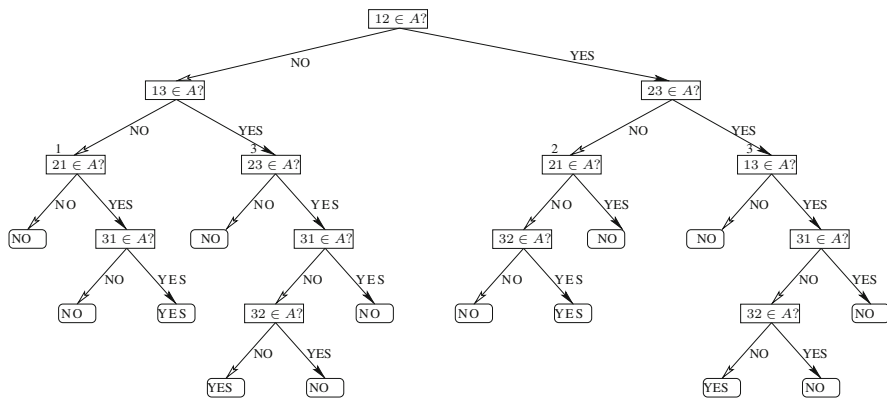 12 ∈ A?
NO YES
13 ∈ A? 23 ∈ A?
NO YES NO YES
1 3 2 3
21 ∈ A? 23 ∈ A? 21 ∈ A? 13 ∈ A?
NO YES NO YES NO YES NO YES
NO 31 ∈ A? NO 31 ∈ A? 32 ∈ A? NO NO 31 ∈ A?
NO YES NO YES NO YES NO YES
NO YES 32 ∈ A? NO NO YES 32 ∈ A? NO
NO YES NO YES
YES NO YES NO